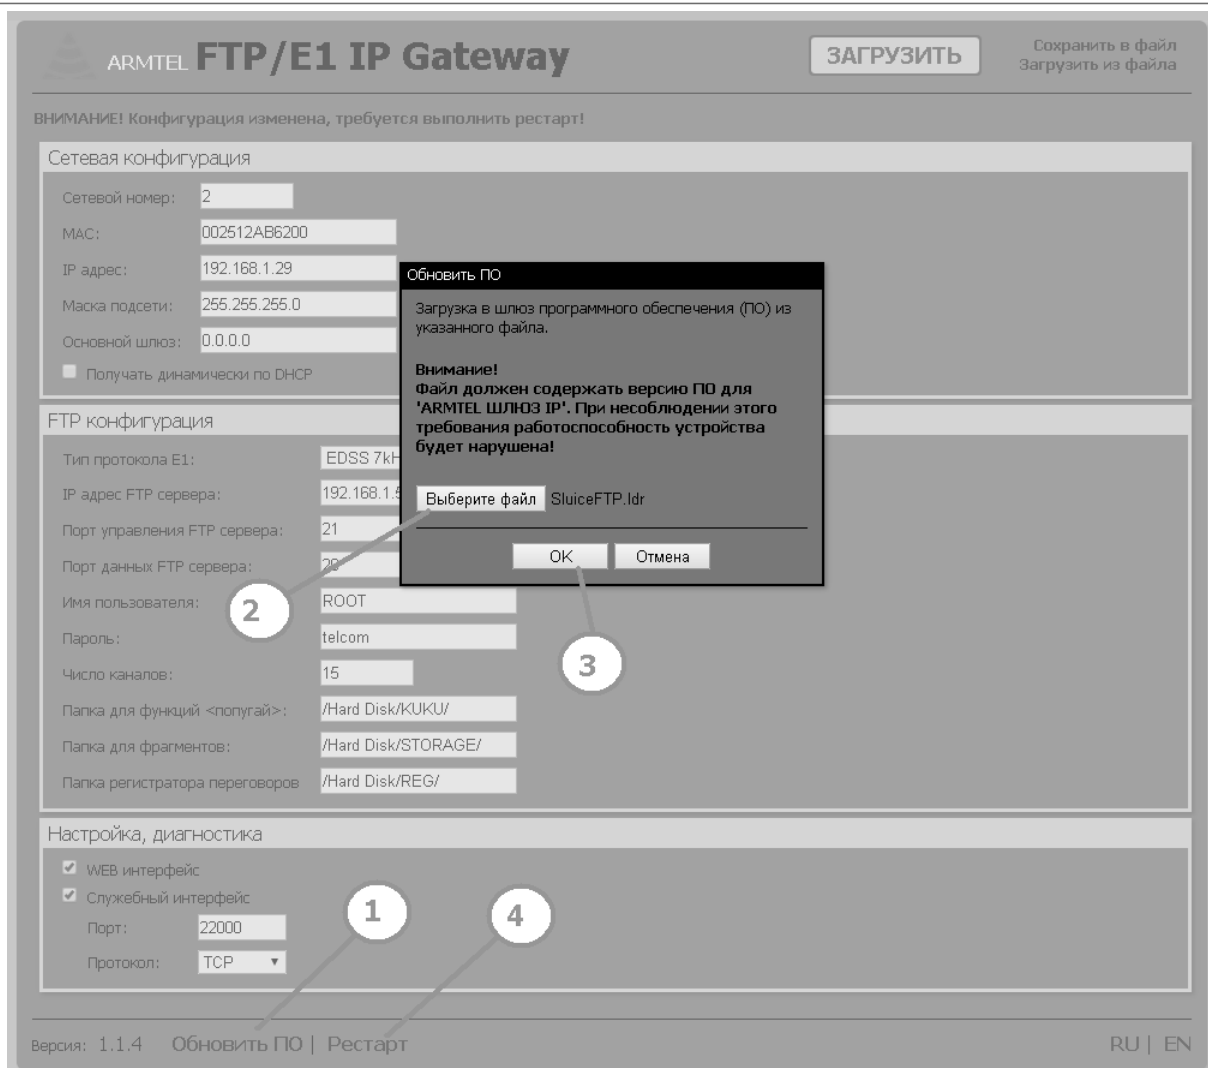 ARMTEL FTP/E1 IP Gateway
ЗАГРУЗИТЬ
Сохранить в файл
Загрузить из файла
ВНИМАНИЕ! Конфигурация изменена, требуется выполнить рестарт!
Сетевая конфигурация
Сетевой номер: 2
MAC: 002512AB6200
IP адрес: 192.168.1.29
Маска подсети: 255.255.255.0
Основной шлюз: 0.0.0.0
Получать динамически по DHCP
Обновить ПО
Загрузка в шлюз программного обеспечения (ПО) из
указанного файла.
Внимание!
Файл должен содержать версию ПО для
'ARMTEL ШЛЮЗ IP'. При несоблюдении этого
требования работоспособность устройства
будет нарушена!
Выберите файл SluiceFTP.ldr
OK Отмена
FTP конфигурация
Тип протокола E1: EDSS
IP адрес FTP сервера: 192.168.1.
Порт управления FTP сервера: 21
Порт данных FTP сервера: 20
Имя пользователя: ROOT
Пароль: telcom
Число каналов: 15
Папка для функций <попугай>: /Hard Disk/KUKU/
Папка для фрагментов: /Hard Disk/STORAGE/
Папка регистратора переговоров /Hard Disk/REG/
2
3
Настройка, диагностика
WEB интерфейс
Служебный интерфейс
Порт: 22000
Протокол: TCP
1
4
Версия: 1.1.4 Обновить ПО | Рестарт
RU | EN